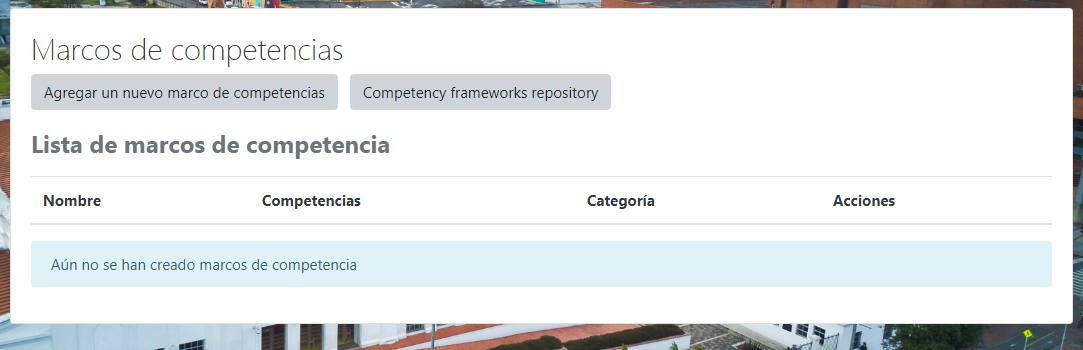 Marcos de competencias
Agregar un nuevo marco de competencias Competency frameworks repository
Lista de marcos de competencia
Nombre Competencias Categoría Acciones
Aún no se han creado marcos de competencia